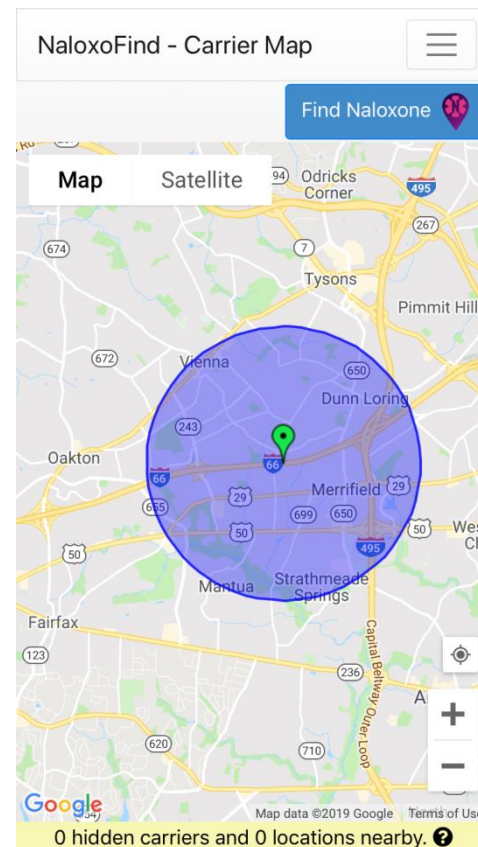 NaloxoFind - Carrier Map
Find Naloxone N
Map Satellite
Odricks
Corner
495
267
674
7
Tysons
Pimmit Hill
672
Vienna
650
Dunn Loring
243
Oakton
66
66
29
Merrifield
29
655
699
650
50
50
50
495
Mantua
Strathmeade
Springs
Fairfax
123
236
Capital Beltway Outer Loop
620
710
Google
Map data ©2019 Google
Terms of Us
0 hidden carriers and 0 locations nearby. ?